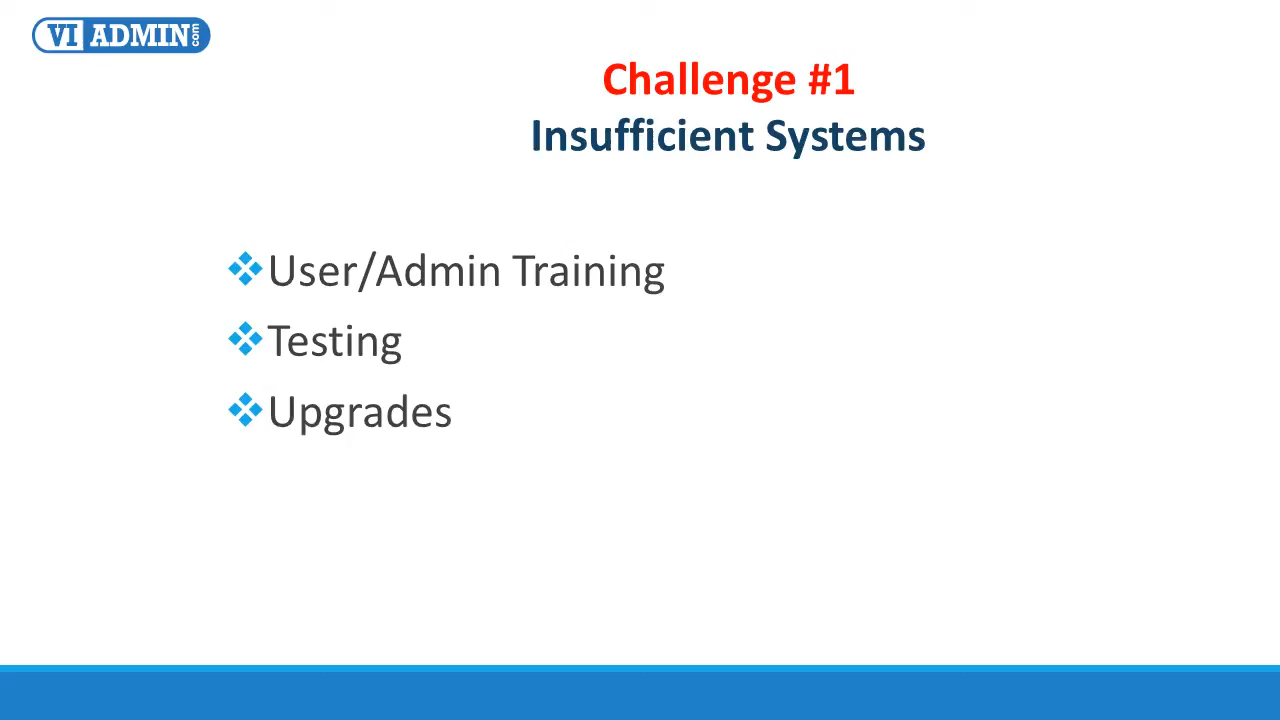 VI ADMIN.com
Challenge #1
Insufficient Systems
User/Admin Training
Testing
Upgrades